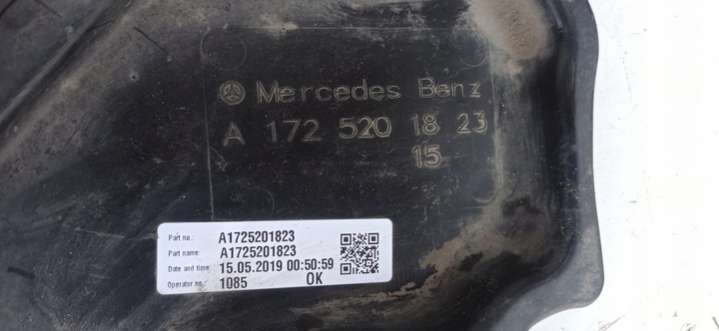 Mercedes Benz
A 172 520 18 23
15
Part no.: A1725201823
Part name: A1725201823
Date and time: 15.05.2019 00:50:59
Operator no.: 1085 OK